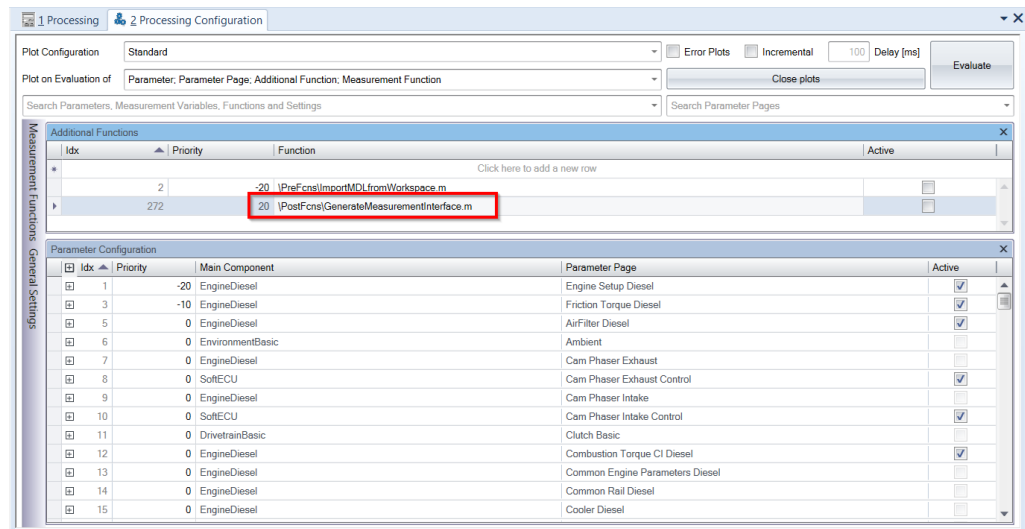 1 Processing 2 Processing Configuration
Plot Configuration Standard Error Plots Incremental 100 Delay [ms] Evaluate
Plot on Evaluation of Parameter; Parameter Page; Additional Function; Measurement Function Close plots
Search Parameters, Measurement Variables, Functions and Settings Search Parameter Pages
Measurement Functions General Settings
Additional Functions
Idx Priority Function Active
Click here to add a new row
2 -20 \PreFcns\ImportMDLfromWorkspace.m
272 20 \PostFcns\GenerateMeasurementInterface.m
Parameter Configuration
Idx Priority Main Component Parameter Page Active
1 -20 EngineDiesel Engine Setup Diesel
3 -10 EngineDiesel Friction Torque Diesel
5 0 EngineDiesel AirFilter Diesel
6 0 EnvironmentBasic Ambient
7 0 EngineDiesel Cam Phaser Exhaust
8 0 SoftECU Cam Phaser Exhaust Control
9 0 EngineDiesel Cam Phaser Intake
10 0 SoftECU Cam Phaser Intake Control
11 0 DrivetrainBasic Clutch Basic
12 0 EngineDiesel Combustion Torque CI Diesel
13 0 EngineDiesel Common Engine Parameters Diesel
14 0 EngineDiesel Common Rail Diesel
15 0 EngineDiesel Cooler Diesel